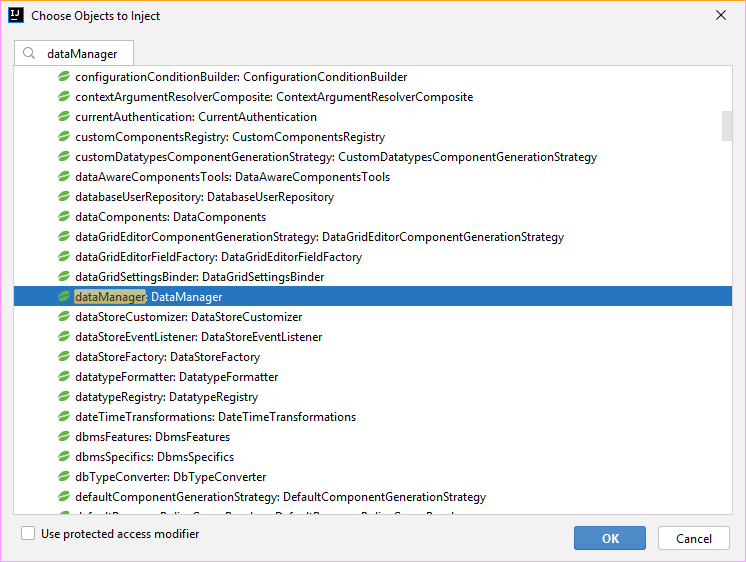 Choose Objects to Inject
dataManager
configurationConditionBuilder: ConfigurationConditionBuilder
contextArgumentResolverComposite: ContextArgumentResolverComposite
currentAuthentication: CurrentAuthentication
customComponentsRegistry: CustomComponentsRegistry
customDatatypesComponentGenerationStrategy: CustomDatatypesComponentGenerationStrategy
dataAwareComponentsTools: DataAwareComponentsTools
databaseUserRepository: DatabaseUserRepository
dataComponents: DataComponents
dataGridEditorComponentGenerationStrategy: DataGridEditorComponentGenerationStrategy
dataGridEditorFieldFactory: DataGridEditorFieldFactory
dataGridSettingsBinder: DataGridSettingsBinder
dataManager: DataManager
dataStoreCustomizer: DataStoreCustomizer
dataStoreEventListener: DataStoreEventListener
dataStoreFactory: DataStoreFactory
datatypeFormatter: DatatypeFormatter
datatypeRegistry: DatatypeRegistry
dateTimeTransformations: DateTimeTransformations
dbmsFeatures: DbmsFeatures
dbmsSpecifics: DbmsSpecifics
dbTypeConverter: DbTypeConverter
defaultComponentGenerationStrategy: DefaultComponentGenerationStrategy
Use protected access modifier
OK
Cancel